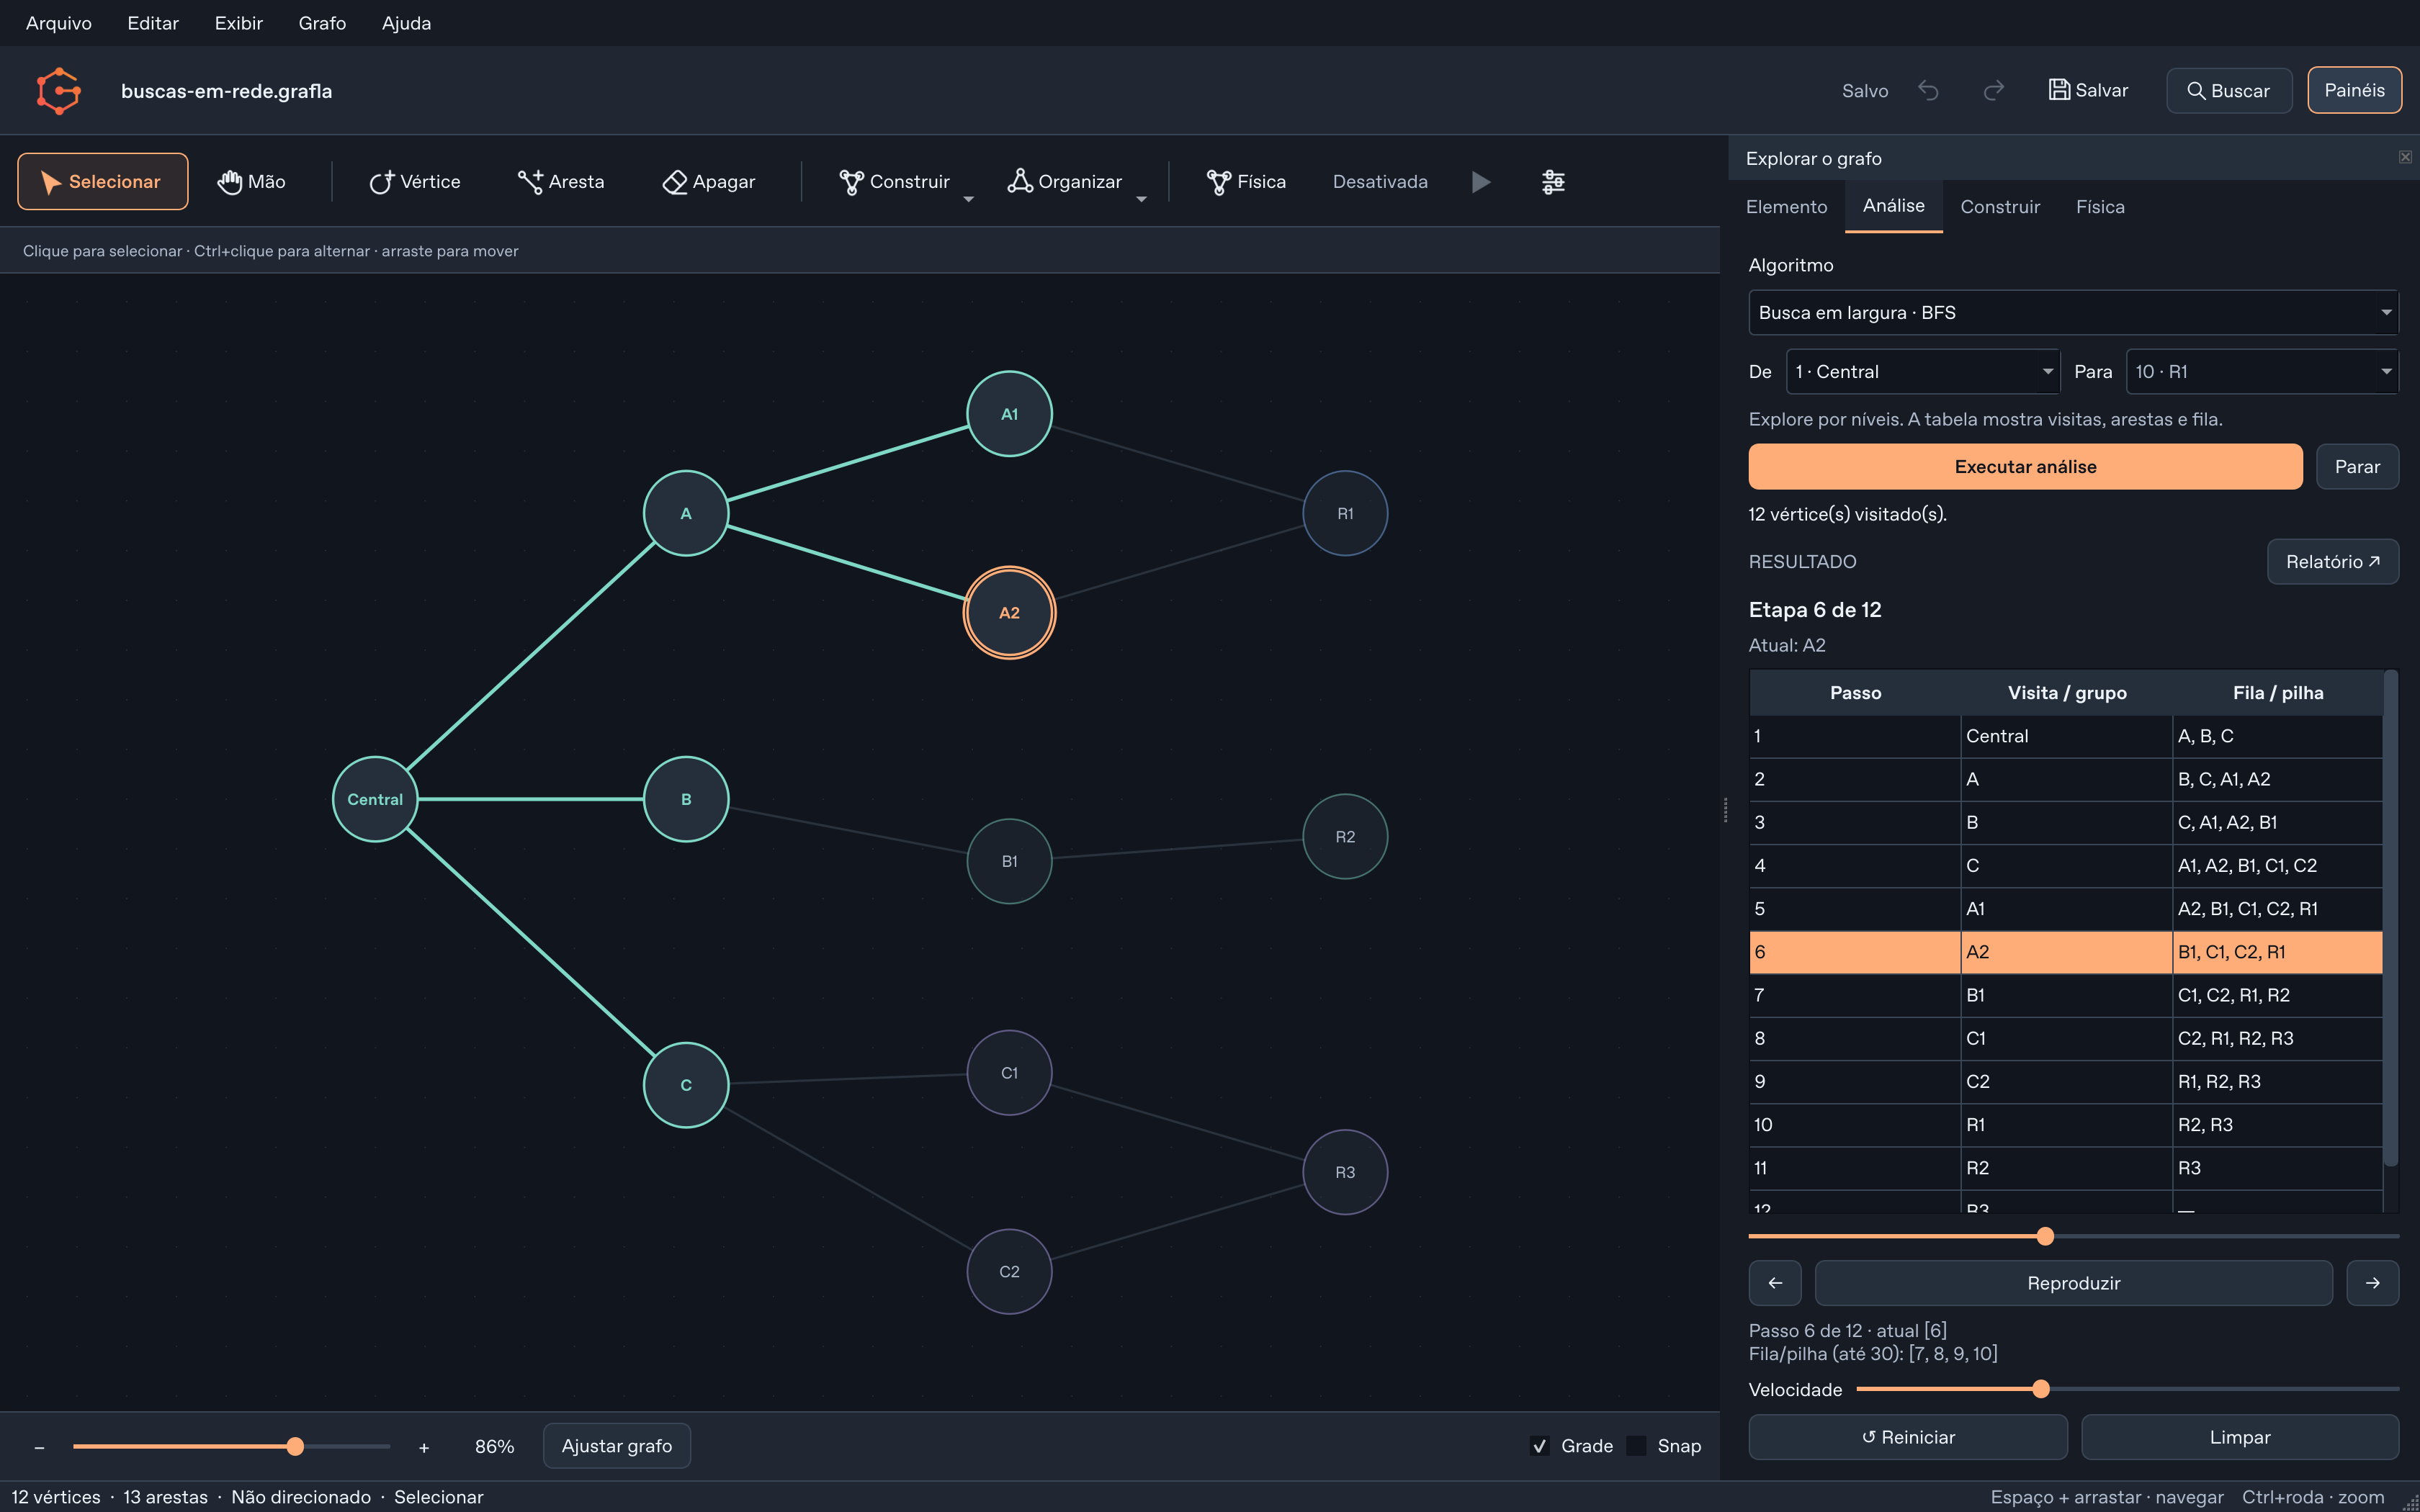 Arquivo Editar Exibir Grafo Ajuda
buscas-em-rede.grafla
Salvo Salvar Buscar Painéis
Selecionar Mão Vértice Aresta Apagar Construir Organizar Física Desativada
Clique para selecionar · Ctrl+clique para alternar · arraste para mover
A1
A
R1
A2
Central
B
B1
R2
C
C1
R3
C2
Explorar o grafo
Elemento Análise Construir Física
Algoritmo
Busca em largura · BFS
De 1 · Central Para 10 · R1
Explore por níveis. A tabela mostra visitas, arestas e fila.
Executar análise Parar
12 vértice(s) visitado(s).
RESULTADO Relatório ↗
Etapa 6 de 12
Atual: A2
Passo Visita / grupo Fila / pilha
1 Central A, B, C
2 A B, C, A1, A2
3 B C, A1, A2, B1
4 C A1, A2, B1, C1, C2
5 A1 A2, B1, C1, C2, R1
6 A2 B1, C1, C2, R1
7 B1 C1, C2, R1, R2
8 C1 C2, R1, R2, R3
9 C2 R1, R2, R3
10 R1 R2, R3
11 R2 R3
12 R3 —
← Reproduzir →
Passo 6 de 12 · atual [6]
Fila/pilha (até 30): [7, 8, 9, 10]
Velocidade
↺ Reiniciar Limpar
− + 86% Ajustar grafo Grade Snap
12 vértices · 13 arestas · Não direcionado · Selecionar
Espaço + arrastar · navegar Ctrl+roda · zoom